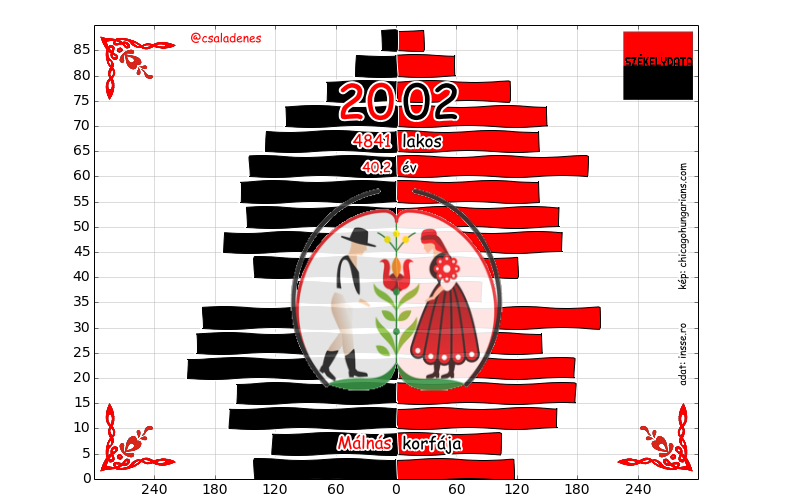 @csaladenes
SZÉKELYDATA
2002
4841 lakos
40.2 év
kép: chicagohungarians.com
adat: insse.ro
Málnás korfája
85
80
75
70
65
60
55
50
45
40
35
30
25
20
15
10
5
0
240 180 120 60 0 60 120 180 240